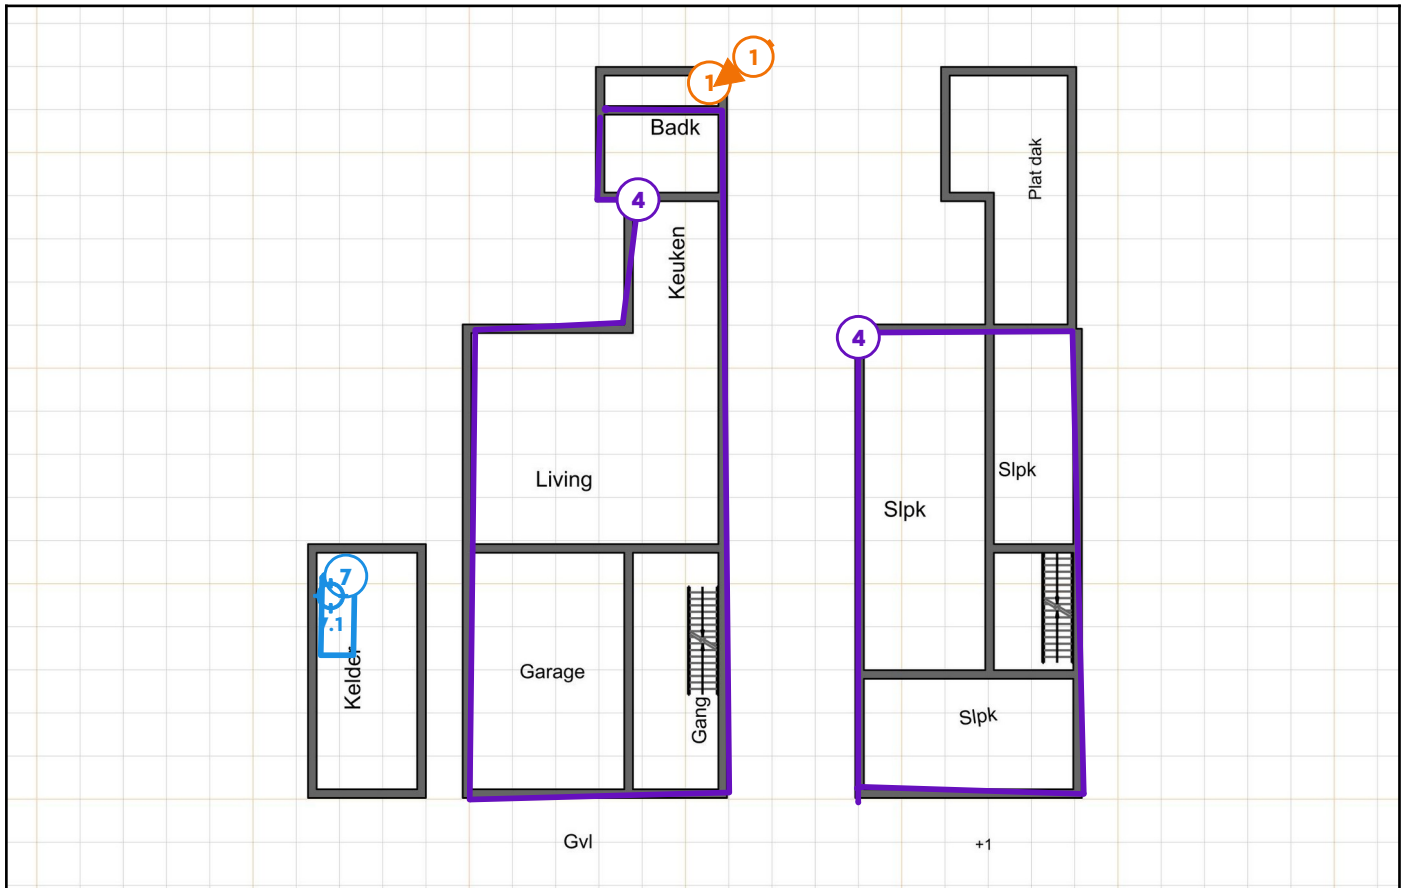 1
1
Badk
4
Keuken
Living
Garage
Gang
7
7.1
Kelder
Gvl
Plat dak
4
Slpk
Slpk
Slpk
+1